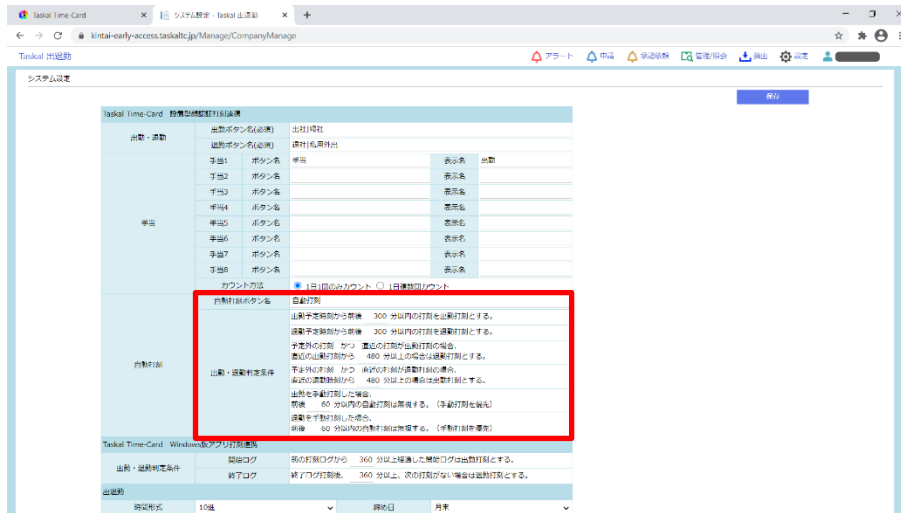 Taskal Time-Card
システム設定 - Taskal 出退勤
kintai-early-access.taskaltc.jp/Manage/CompanyManage
Taskal 出退勤
アラート 申請 承認依頼 管理/照会 抽出 設定
システム設定
保存
Taskal Time-Card 設置型顔認証打刻連携
出勤・退勤
出勤ボタン名(必須) 出社|帰社
退勤ボタン名(必須) 退社|私用外出
手当
手当1 ボタン名 手当 表示名 出勤
手当2 ボタン名 表示名
手当3 ボタン名 表示名
手当4 ボタン名 表示名
手当5 ボタン名 表示名
手当6 ボタン名 表示名
手当7 ボタン名 表示名
手当8 ボタン名 表示名
カウント方法 1日1回のみカウント 1日複数回カウント
自動打刻
自動打刻ボタン名 自動打刻
出勤・退勤判定条件
出勤予定時刻から前後 300 分以内の打刻を出勤打刻とする。
退勤予定時刻から前後 300 分以内の打刻を退勤打刻とする。
予定外の打刻 かつ 直近の打刻が出勤打刻の場合、
直近の出勤打刻から 480 分以上の場合は退勤打刻とする。
予定外の打刻 かつ 直近の打刻が退勤打刻の場合、
直近の退勤時刻から 480 分以上の場合は出勤打刻とする。
出勤を手動打刻した場合、
前後 60 分以内の自動打刻は無視する。（手動打刻を優先）
退勤を手動打刻した場合、
前後 60 分以内の自動打刻は無視する。（手動打刻を優先）
Taskal Time-Card Windows版アプリ打刻連携
出勤・退勤判定条件
開始ログ 前の打刻ログから 360 分以上経過した開始ログは出勤打刻とする。
終了ログ 終了ログ打刻後、 360 分以上、次の打刻がない場合は退勤打刻とする。
出退勤
時間形式 10進 締め日 月末